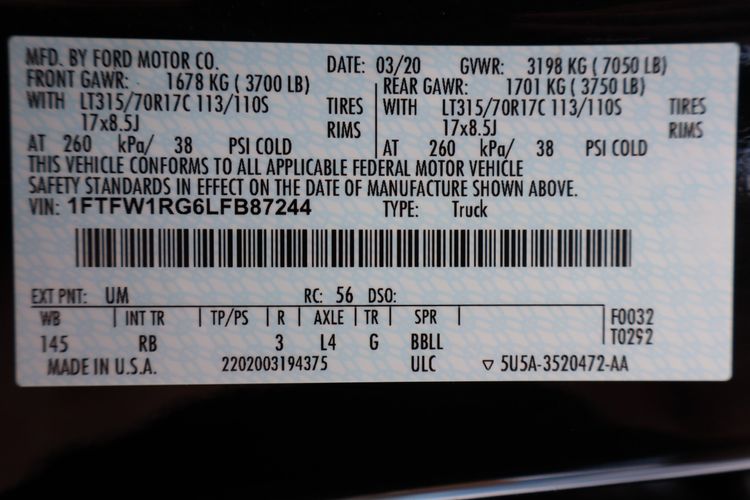 MFD. BY FORD MOTOR CO. DATE: 03/20 GVWR: 3198 KG ( 7050 LB)
FRONT GAWR: 1678 KG ( 3700 LB) REAR GAWR: 1701 KG ( 3750 LB)
WITH LT315/70R17C 113/110S TIRES WITH LT315/70R17C 113/110S TIRES
17x8.5J RIMS 17x8.5J RIMS
AT 260 kPa/ 38 PSI COLD AT 260 kPa/ 38 PSI COLD
THIS VEHICLE CONFORMS TO ALL APPLICABLE FEDERAL MOTOR VEHICLE
SAFETY STANDARDS IN EFFECT ON THE DATE OF MANUFACTURE SHOWN ABOVE.
VIN: 1FTFW1RG6LFB87244 TYPE: Truck
EXT PNT: UM RC: 56 DSO:
WB INT TR TP/PS R AXLE TR SPR F0032
145 RB 3 L4 G BBLL T0292
MADE IN U.S.A. 2202003194375 ULC ▽ 5U5A-3520472-AA